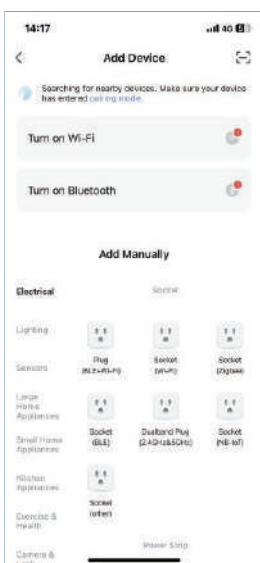 14:17
4G
Add Device
Searching for nearby devices. Make sure your device
has entered pairing mode.
Turn on Wi-Fi
Turn on Bluetooth
Add Manually
Electrical
Socket
Lighting
Plug
(BLE+Wi-Fi)
Socket
(Wi-Fi)
Socket
(Zigbee)
Sensors
Large
Home
Appliances
Socket
(BLE)
Dualband Plug
(2.4GHz&5GHz)
Socket
(NB-IoT)
Small Home
Appliances
Kitchen
Appliances
Socket
(other)
Exercise &
Health
Power Strip
Camera &